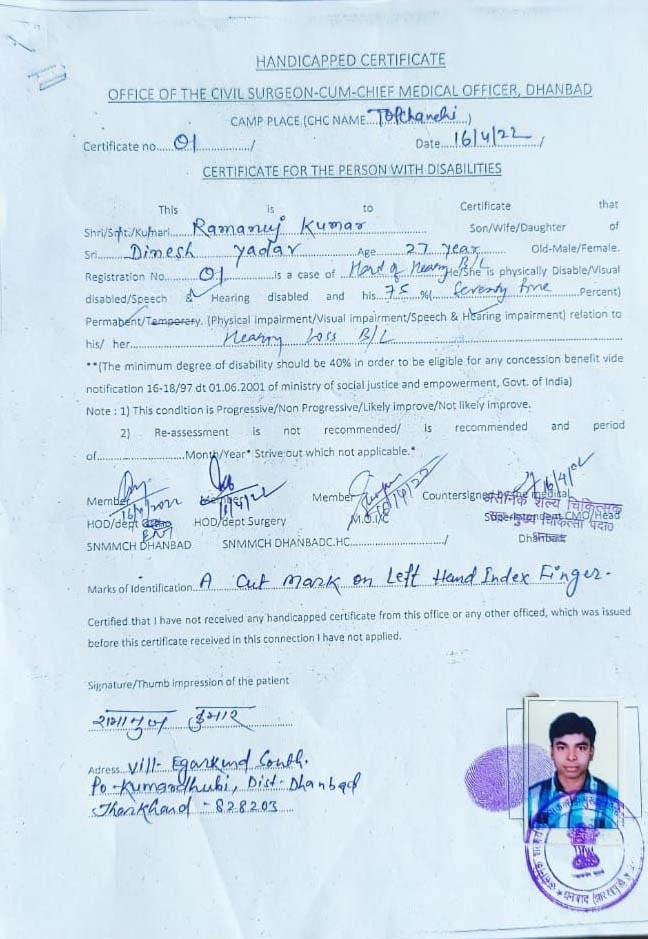 HANDICAPPED CERTIFICATE
OFFICE OF THE CIVIL SURGEON-CUM-CHIEF MEDICAL OFFICER, DHANBAD
CAMP PLACE.(CHC NAME....Topchanchi....)
Certificate no.....01............/ Date.....16/4/22...../
CERTIFICATE FOR THE PERSON WITH DISABILITIES
This is to Certificate that
Shri/Smt./Kumari.......Ramanuj Kumar............ Son/Wife/Daughter of
Sri........Dinesh Yadav............Age......27 year...... Old-Male/Female.
Registration No........01............is a case of...Hard of Hearing B/L He/She is physically Disable/Visual
disabled/Speech & Hearing disabled and his...75...%(....Seventy five........Percent)
Permanent/Temporary. (Physical impairment/Visual impairment/Speech & Hearing impairment) relation to
his/ her.................Hearing Loss B/L.................
**(The minimum degree of disability should be 40% in order to be eligible for any concession benefit vide
notification 16-18/97 dt 01.06.2001 of ministry of social justice and empowerment, Govt. of India)
Note : 1) This condition is Progressive/Non Progressive/Likely improve/Not likely improve.
2) Re-assessment is not recommended/ is recommended and period
of........................Month/Year* Strive out which not applicable.*
Member Member Member Countersigned by the medical
16/4/2022 16/4/22 16/4/22 16/4/22
HOD/dept ENT HOD/dept Surgery M.O.I/C Superintendent CMO/Head
असैनिक शल्य चिकित्सक
सह मुख्य चिकित्सा पदा०
धनबाद
SNMMCH DHANBAD SNMMCH DHANBADC.HC........................../ Dhanbad
Marks of Identification..A Cut Mark on Left Hand Index Finger.
Certified that I have not received any handicapped certificate from this office or any other officed, which was issued
before this certificate received in this connection I have not applied.
Signature/Thumb impression of the patient
रामानुज कुमार
Adress..Vill- Egarkund South.
Po-Kumardhubi, Dist-Dhanbad
Jharkhand - 828203